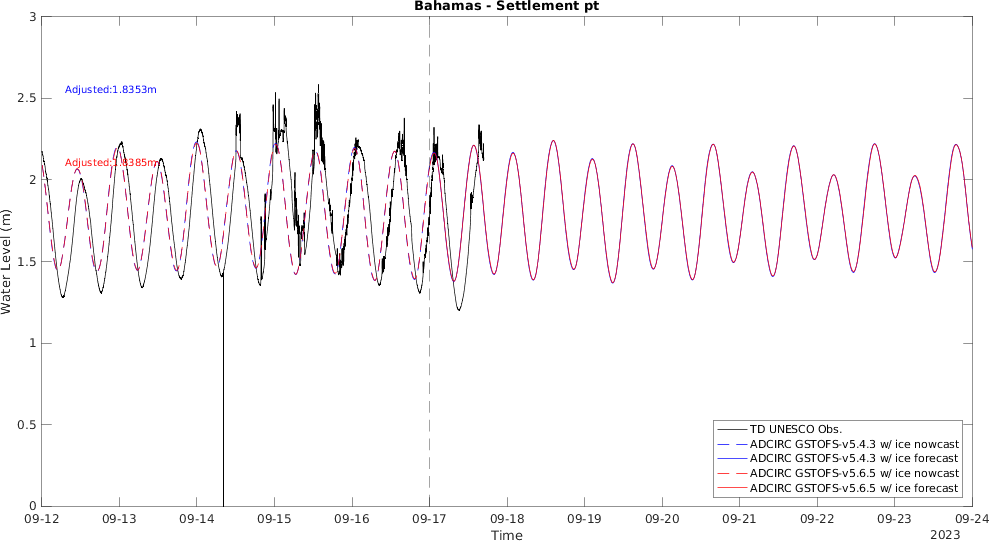 Bahamas - Settlement pt
3
2.5
2
1.5
1
0.5
0
Water Level (m)
Adjusted:1.8353m
Adjusted:1.8385m
TD UNESCO Obs.
ADCIRC GSTOFS-v5.4.3 w/ ice nowcast
ADCIRC GSTOFS-v5.4.3 w/ ice forecast
ADCIRC GSTOFS-v5.6.5 w/ ice nowcast
ADCIRC GSTOFS-v5.6.5 w/ ice forecast
09-12 09-13 09-14 09-15 09-16 09-17 09-18 09-19 09-20 09-21 09-22 09-23 09-24
Time
2023